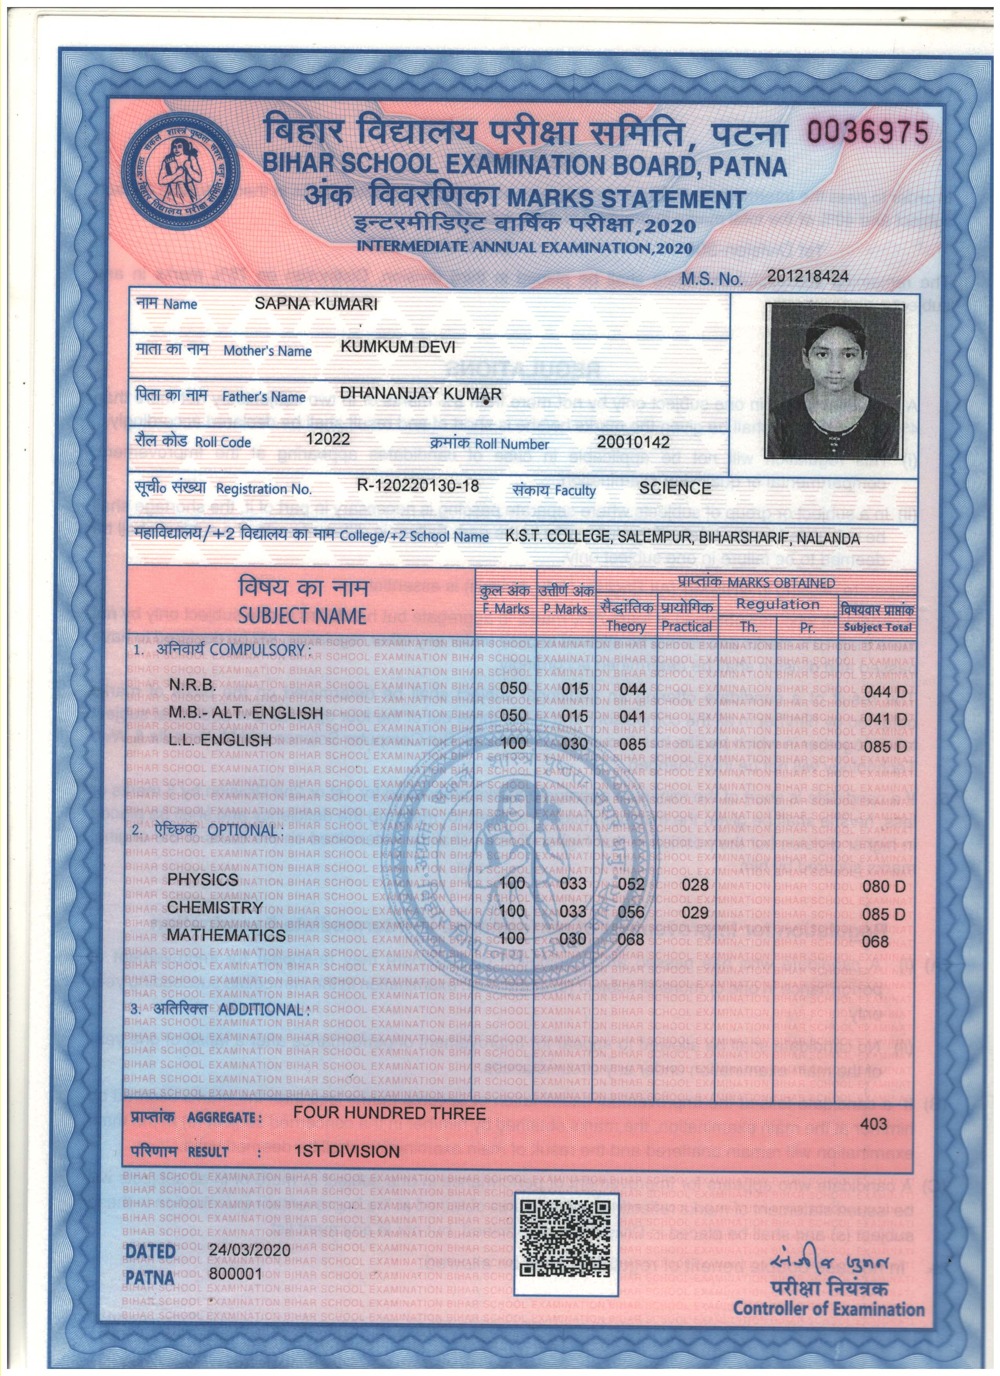 बिहार विद्यालय परीक्षा समिति, पटना 0036975
BIHAR SCHOOL EXAMINATION BOARD, PATNA
अंक विवरणिका MARKS STATEMENT
इन्टरमीडिएट वार्षिक परीक्षा, 2020
INTERMEDIATE ANNUAL EXAMINATION, 2020
M.S. No. 201218424
नाम Name SAPNA KUMARI
माता का नाम Mother's Name KUMKUM DEVI
पिता का नाम Father's Name DHANANJAY KUMAR
रौल कोड Roll Code 12022 क्रमांक Roll Number 20010142
सूची० संख्या Registration No. R-120220130-18 संकाय Faculty SCIENCE
महाविद्यालय/+2 विद्यालय का नाम College/+2 School Name K.S.T. COLLEGE, SALEMPUR, BIHARSHARIF, NALANDA
विषय का नाम कुल अंक उत्तीर्ण अंक प्राप्तांक MARKS OBTAINED
SUBJECT NAME F. Marks P. Marks सैद्धांतिक प्रायोगिक Regulation विषयवार प्राप्तांक
Theory Practical Th. Pr. Subject Total
1. अनिवार्य COMPULSORY:
N.R.B. 050 015 044 044 D
M.B.- ALT. ENGLISH 050 015 041 041 D
L.L. ENGLISH 100 030 085 085 D
2. ऐच्छिक OPTIONAL:
PHYSICS 100 033 052 028 080 D
CHEMISTRY 100 033 056 029 085 D
MATHEMATICS 100 030 068 068
3. अतिरिक्त ADDITIONAL:
प्राप्तांक AGGREGATE: FOUR HUNDRED THREE 403
परिणाम RESULT : 1ST DIVISION
DATED 24/03/2020
PATNA 800001
परीक्षा नियंत्रक
Controller of Examination